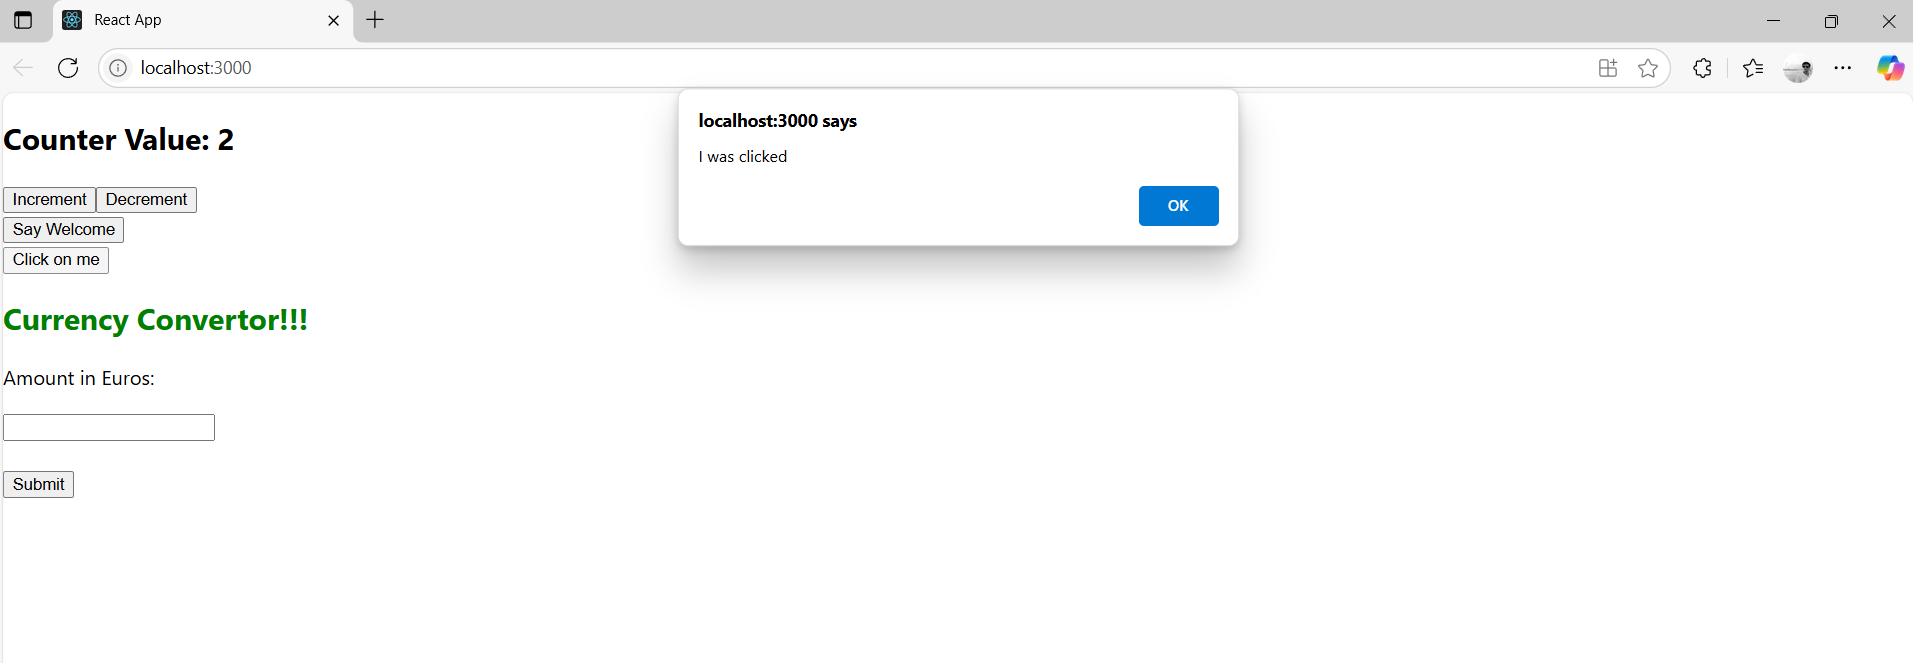 React App
localhost:3000
localhost:3000 says
I was clicked
OK
Counter Value: 2
Increment Decrement
Say Welcome
Click on me
Currency Convertor!!!
Amount in Euros:
Submit